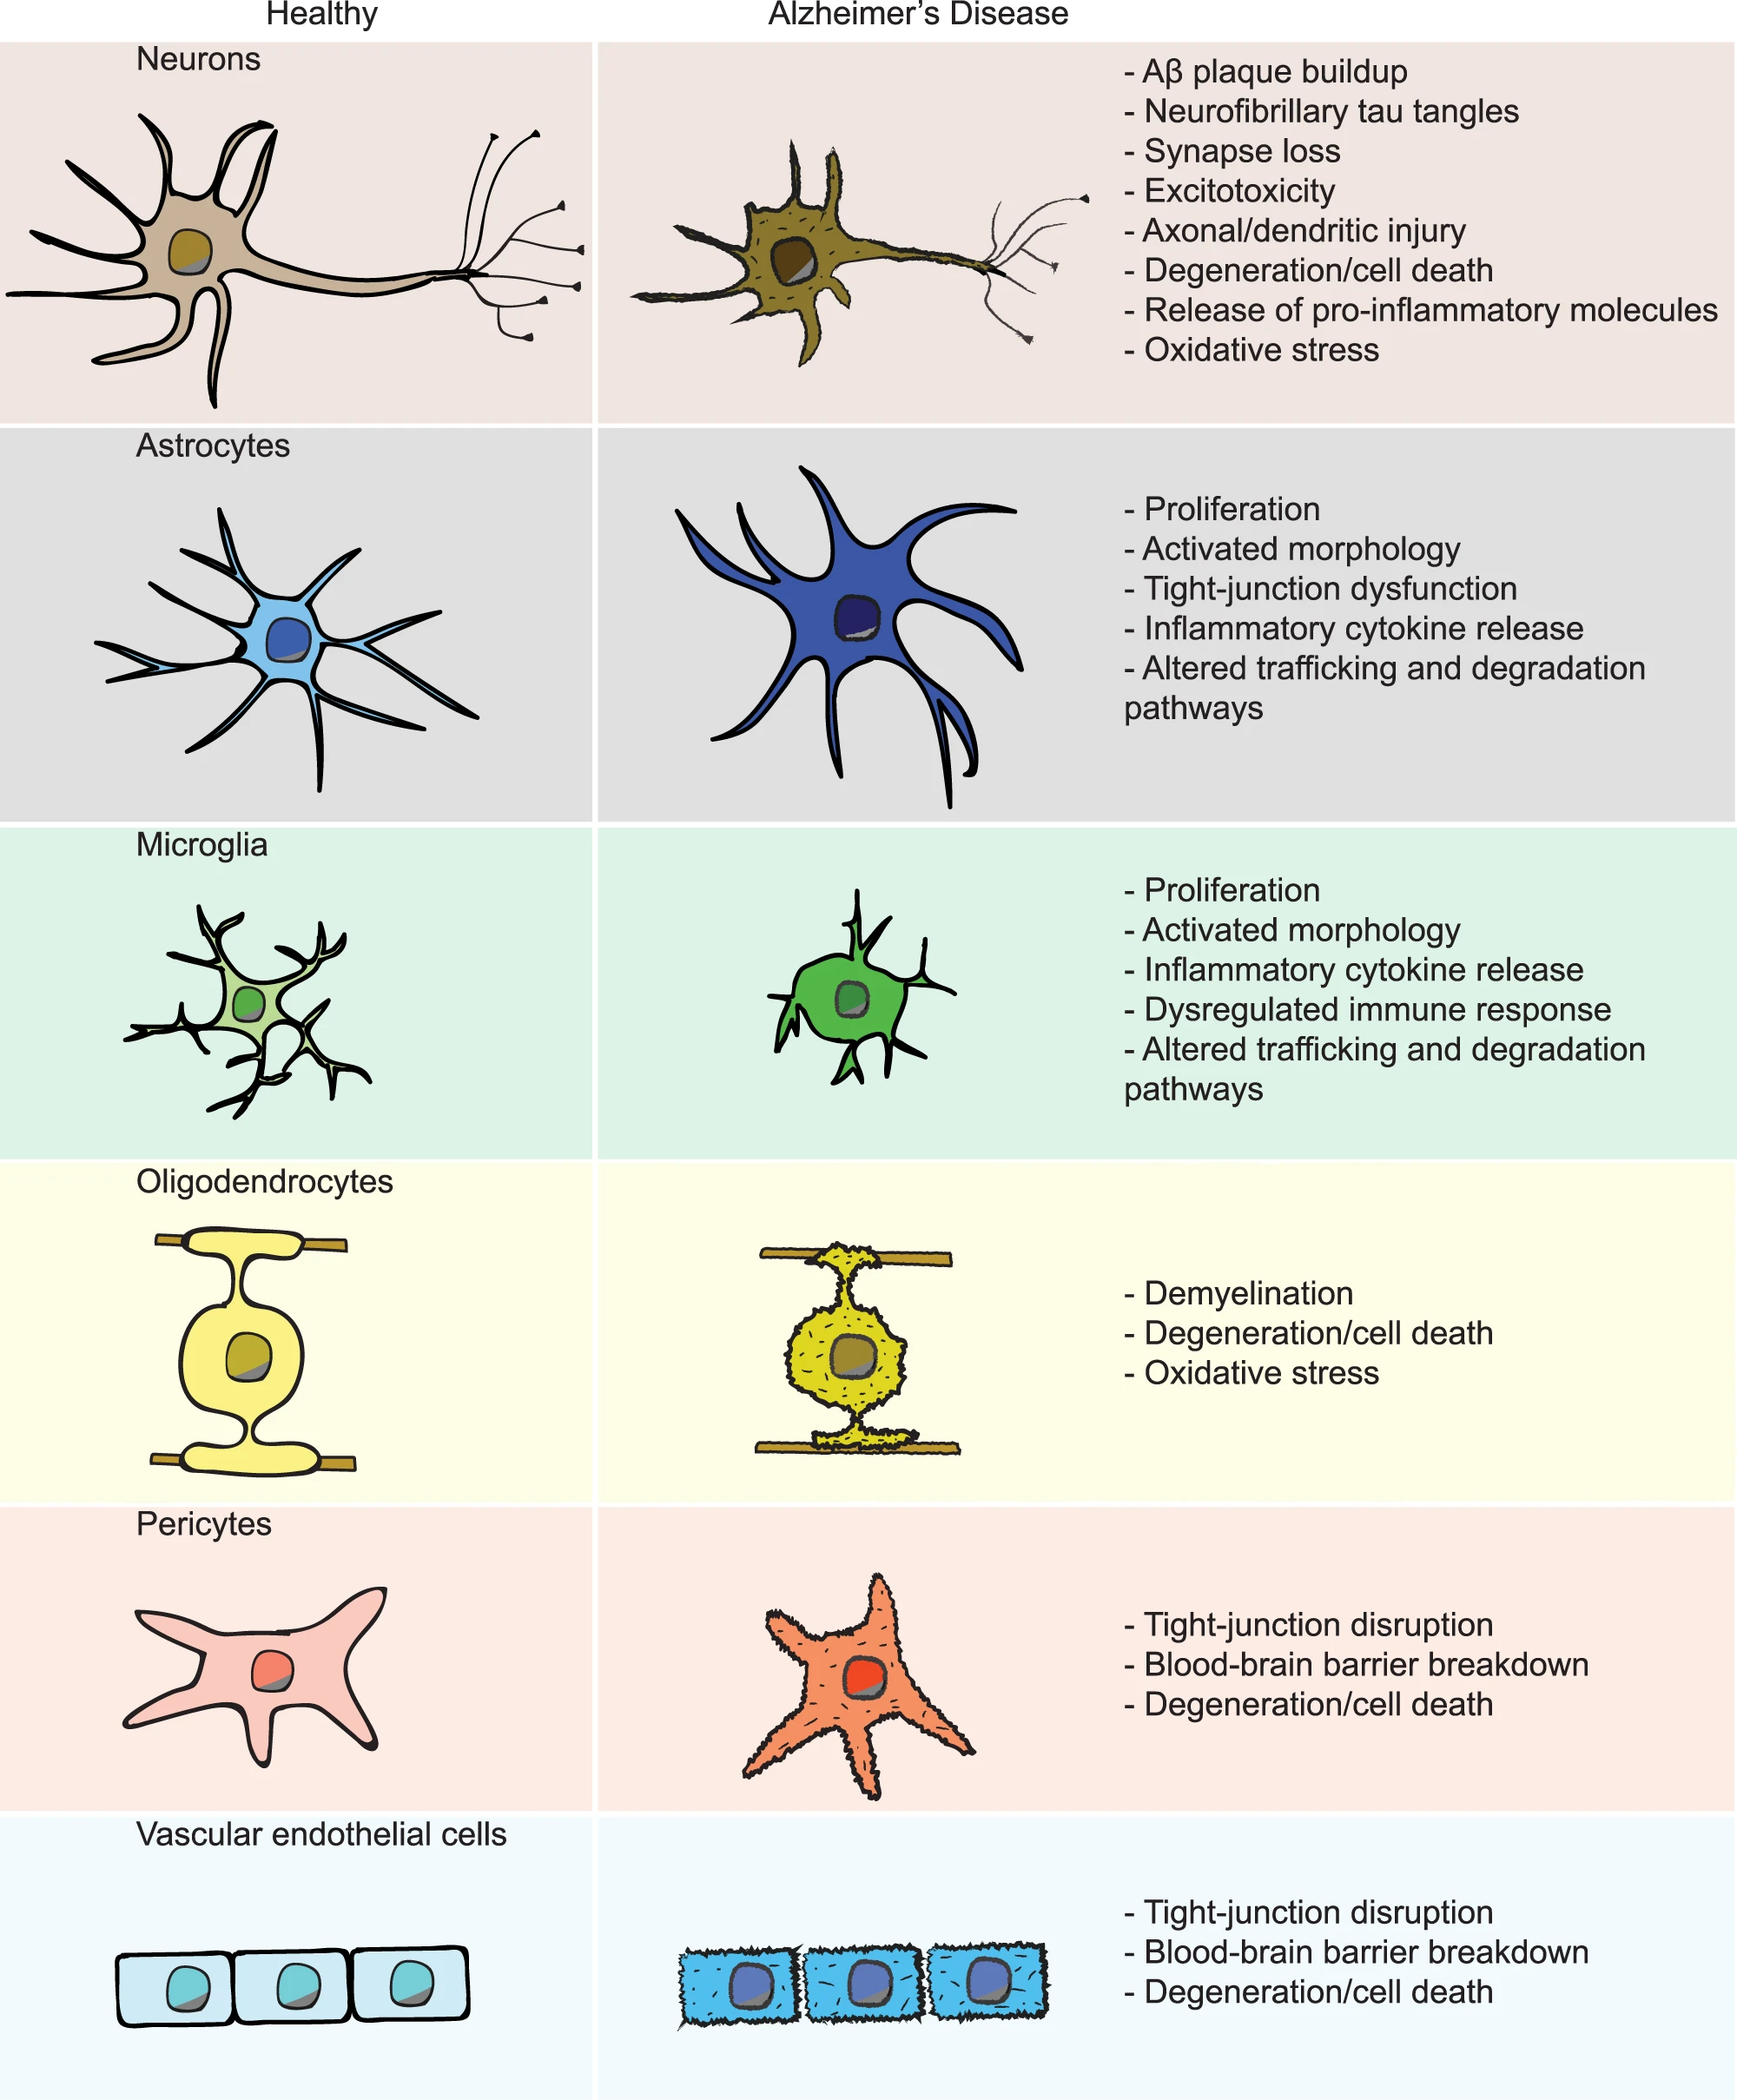 Healthy
Alzheimer’s Disease
Neurons
- Aβ plaque buildup
- Neurofibrillary tau tangles
- Synapse loss
- Excitotoxicity
- Axonal/dendritic injury
- Degeneration/cell death
- Release of pro-inflammatory molecules
- Oxidative stress
Astrocytes
- Proliferation
- Activated morphology
- Tight-junction dysfunction
- Inflammatory cytokine release
- Altered trafficking and degradation
pathways
Microglia
- Proliferation
- Activated morphology
- Inflammatory cytokine release
- Dysregulated immune response
- Altered trafficking and degradation
pathways
Oligodendrocytes
- Demyelination
- Degeneration/cell death
- Oxidative stress
Pericytes
- Tight-junction disruption
- Blood-brain barrier breakdown
- Degeneration/cell death
Vascular endothelial cells
- Tight-junction disruption
- Blood-brain barrier breakdown
- Degeneration/cell death